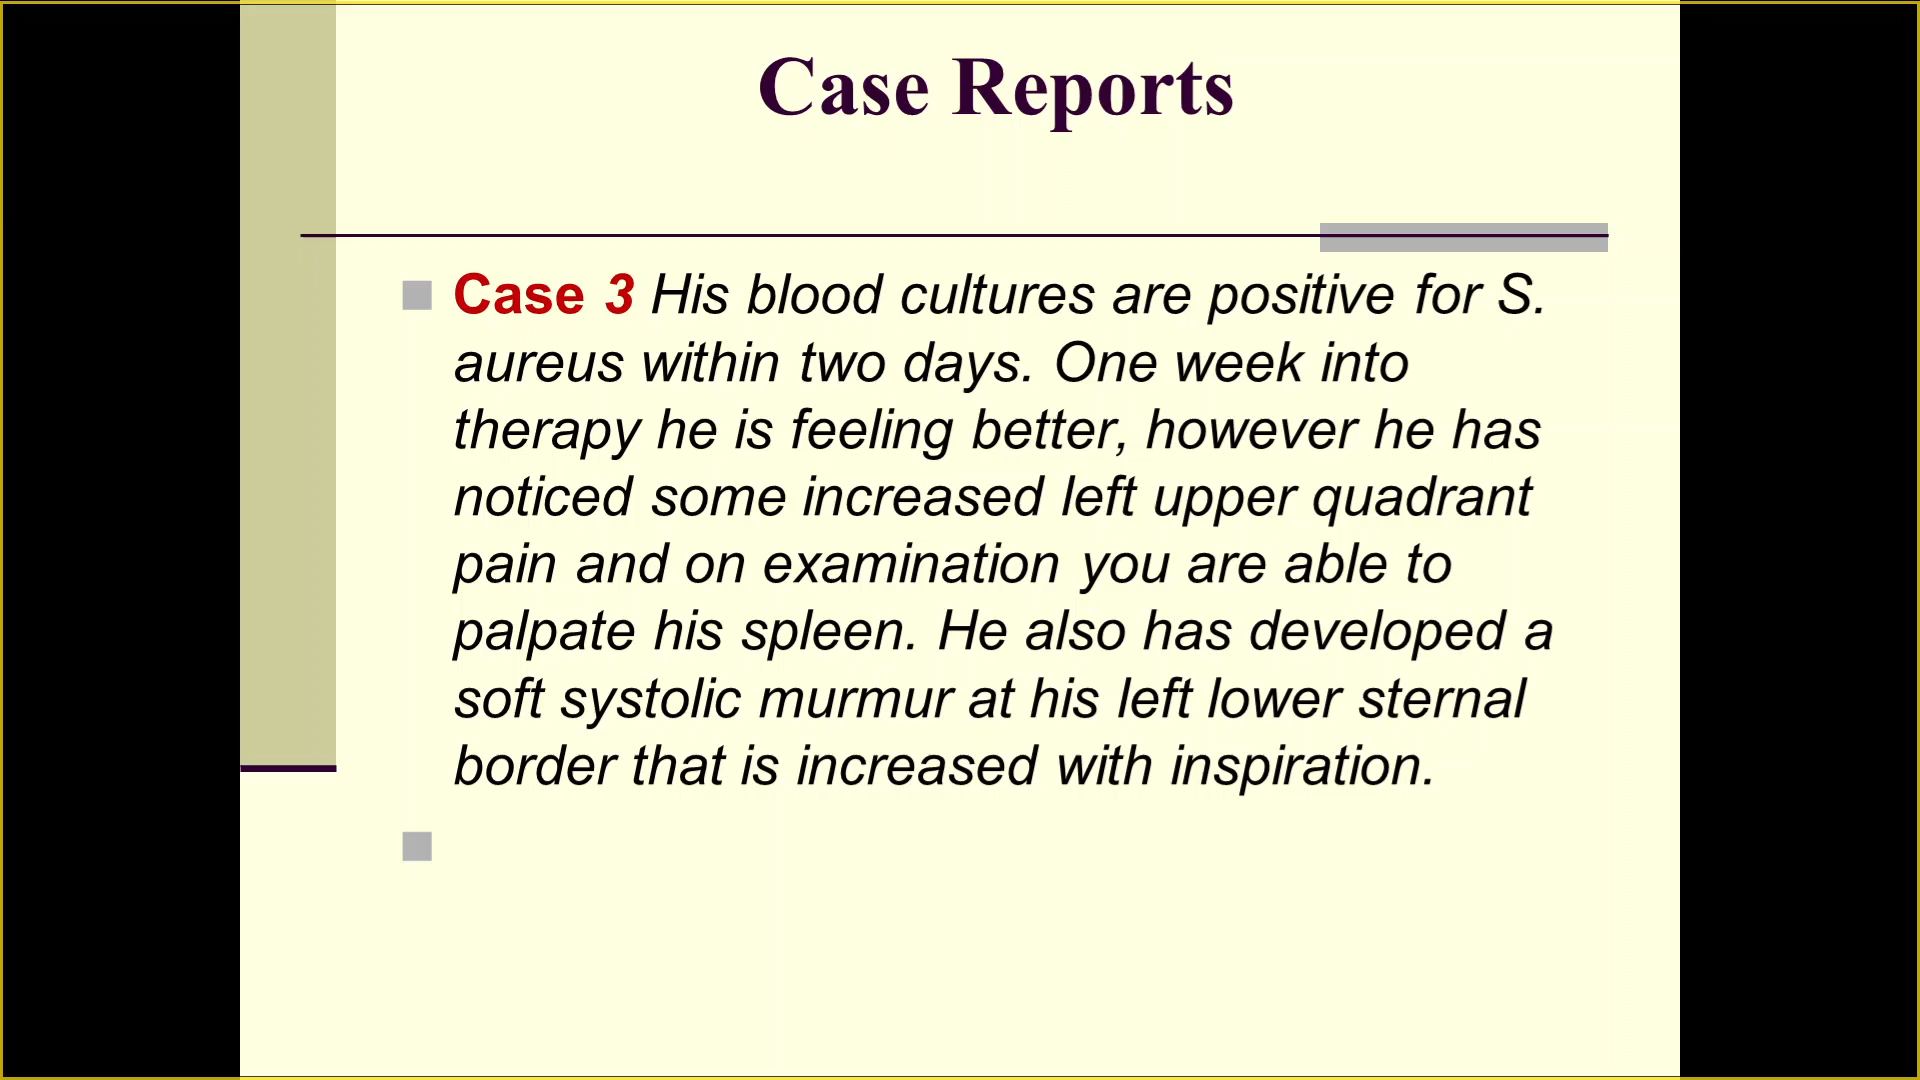 Case Reports
Case 3 His blood cultures are positive for S.
aureus within two days. One week into
therapy he is feeling better, however he has
noticed some increased left upper quadrant
pain and on examination you are able to
palpate his spleen. He also has developed a
soft systolic murmur at his left lower sternal
border that is increased with inspiration.